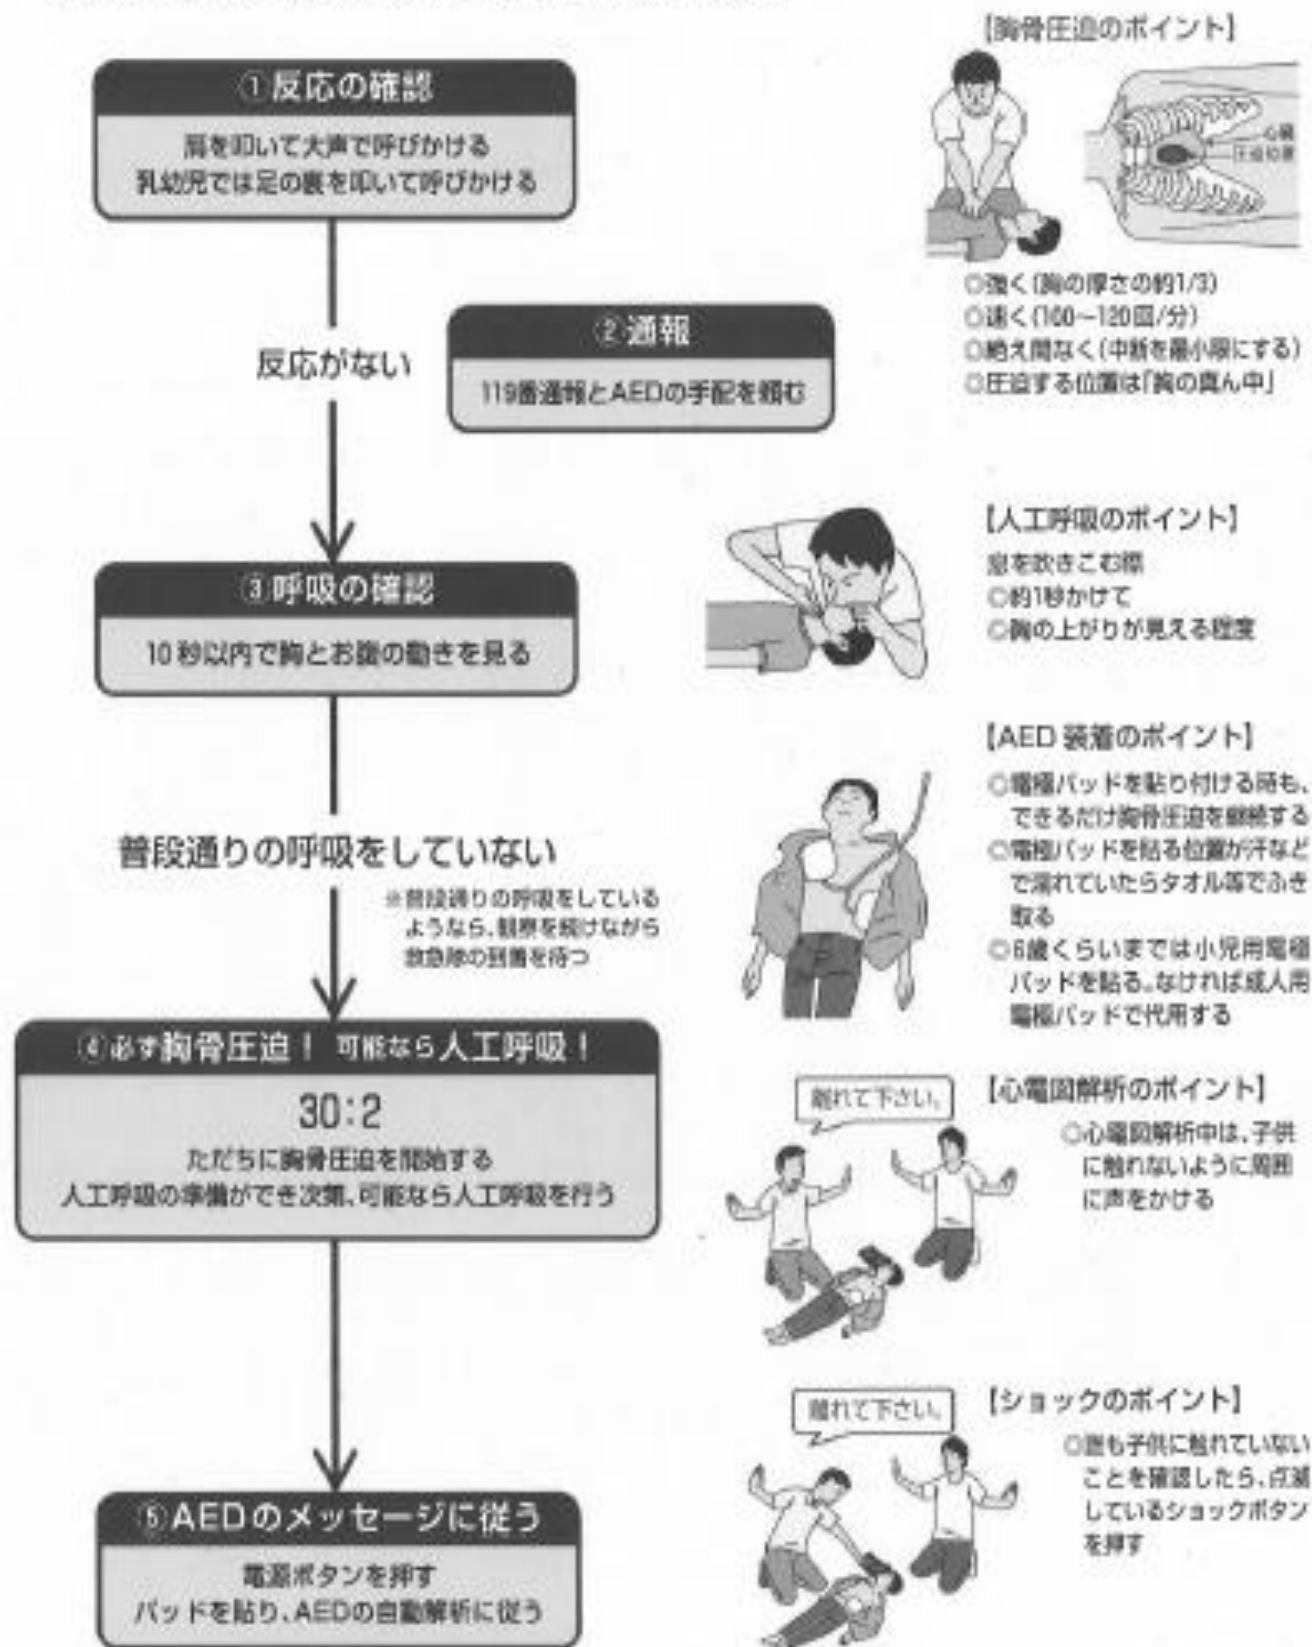 ①反応の確認
肩を叩いて大声で呼びかける
乳幼児では足の裏を叩いて呼びかける
反応がない
②通報
119番通報とAEDの手配を頼む
③呼吸の確認
10秒以内で胸とお腹の動きを見る
普段通りの呼吸をしていない
※普段通りの呼吸をしている
ようなら、観察を続けながら
救急隊の到着を待つ
④必ず胸骨圧迫！ 可能なら人工呼吸！
30：2
ただちに胸骨圧迫を開始する
人工呼吸の準備ができ次第、可能なら人工呼吸を行う
⑤AEDのメッセージに従う
電源ボタンを押す
パッドを貼り、AEDの自動解析に従う
【胸骨圧迫のポイント】
心臓
圧迫位置
◎強く(胸の厚さの約1/3)
◎速く(100〜120回/分)
◎絶え間なく(中断を最小限にする)
◎圧迫する位置は「胸の真ん中」
【人工呼吸のポイント】
息を吹きこむ際
◎約1秒かけて
◎胸の上がりが見える程度
【AED 装着のポイント】
◎電極パッドを貼り付ける時も、
できるだけ胸骨圧迫を継続する
◎電極パッドを貼る位置が汗など
で濡れていたらタオル等でふき
取る
◎6歳くらいまでは小児用電極
パッドを貼る。なければ成人用
電極パッドで代用する
離れて下さい。
【心電図解析のポイント】
◎心電図解析中は、子供
に触れないように周囲
に声をかける
離れて下さい。
【ショックのポイント】
◎誰も子供に触れていない
ことを確認したら、点滅
しているショックボタン
を押す